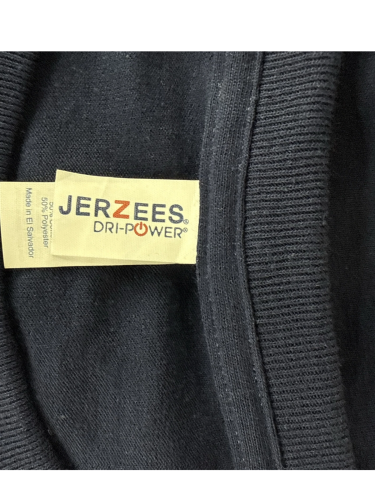 JERZEES®
DRI-POWER®
50% Polyester
Made in El Salvador